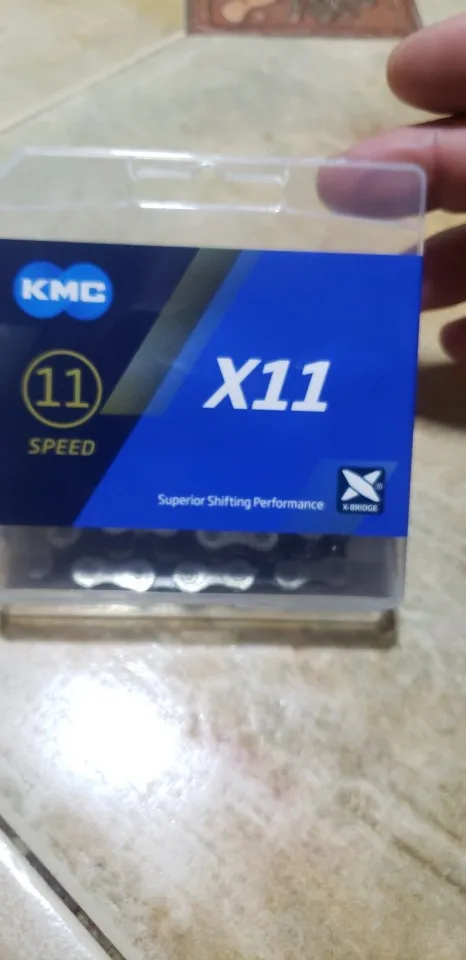 KMC
11
SPEED
X11
Superior Shifting Performance
X-BRIDGE